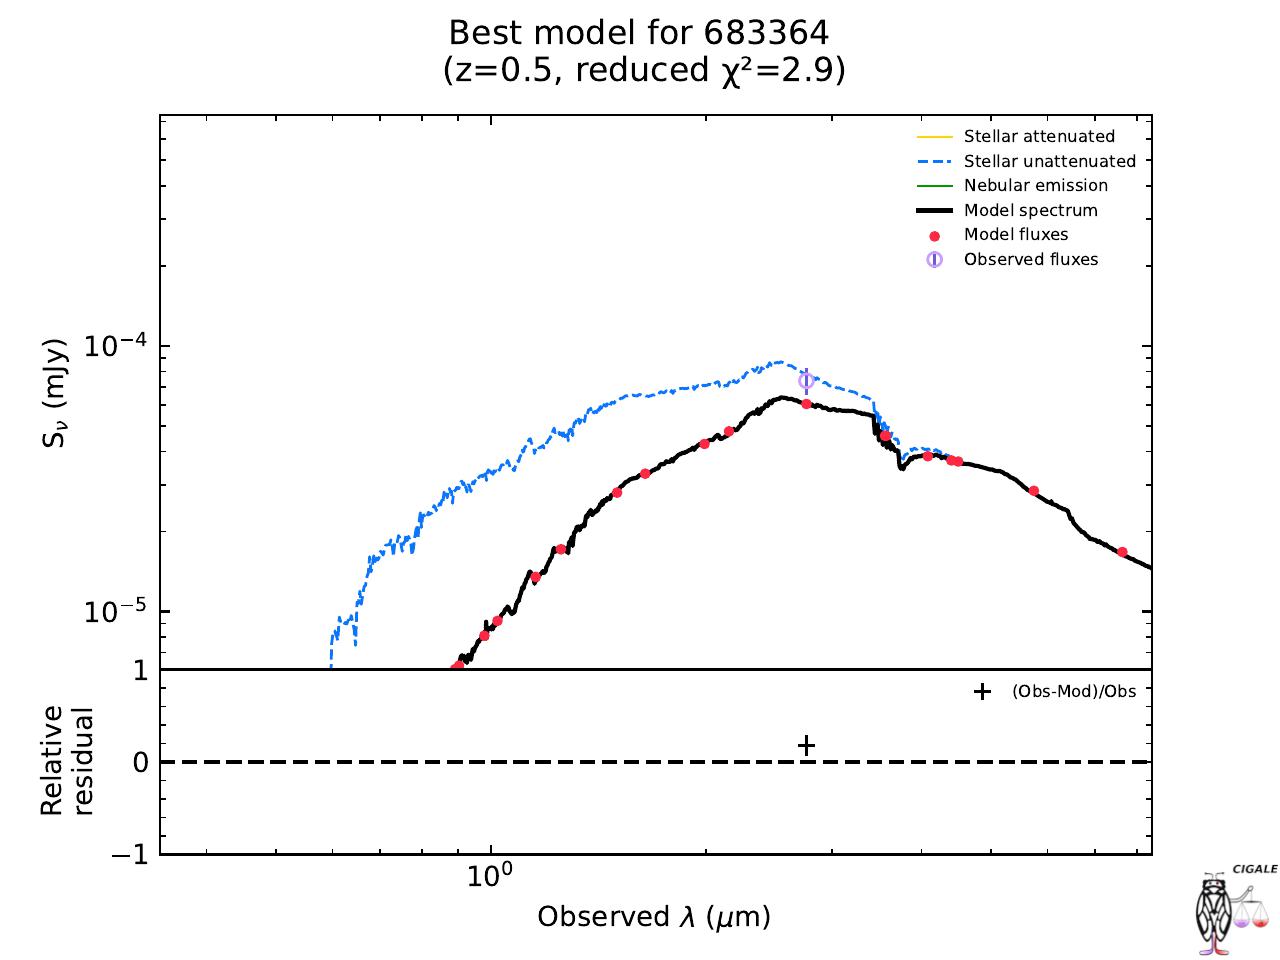 Best model for 683364
(z=0.5, reduced χ²=2.9)
Stellar attenuated
Stellar unattenuated
Nebular emission
Model spectrum
Model fluxes
Observed fluxes
S𝜈 (mJy)
10⁻⁴
10⁻⁵
1
(Obs-Mod)/Obs
Relative
residual
0
−1
10⁰
Observed λ (μm)
CIGALE